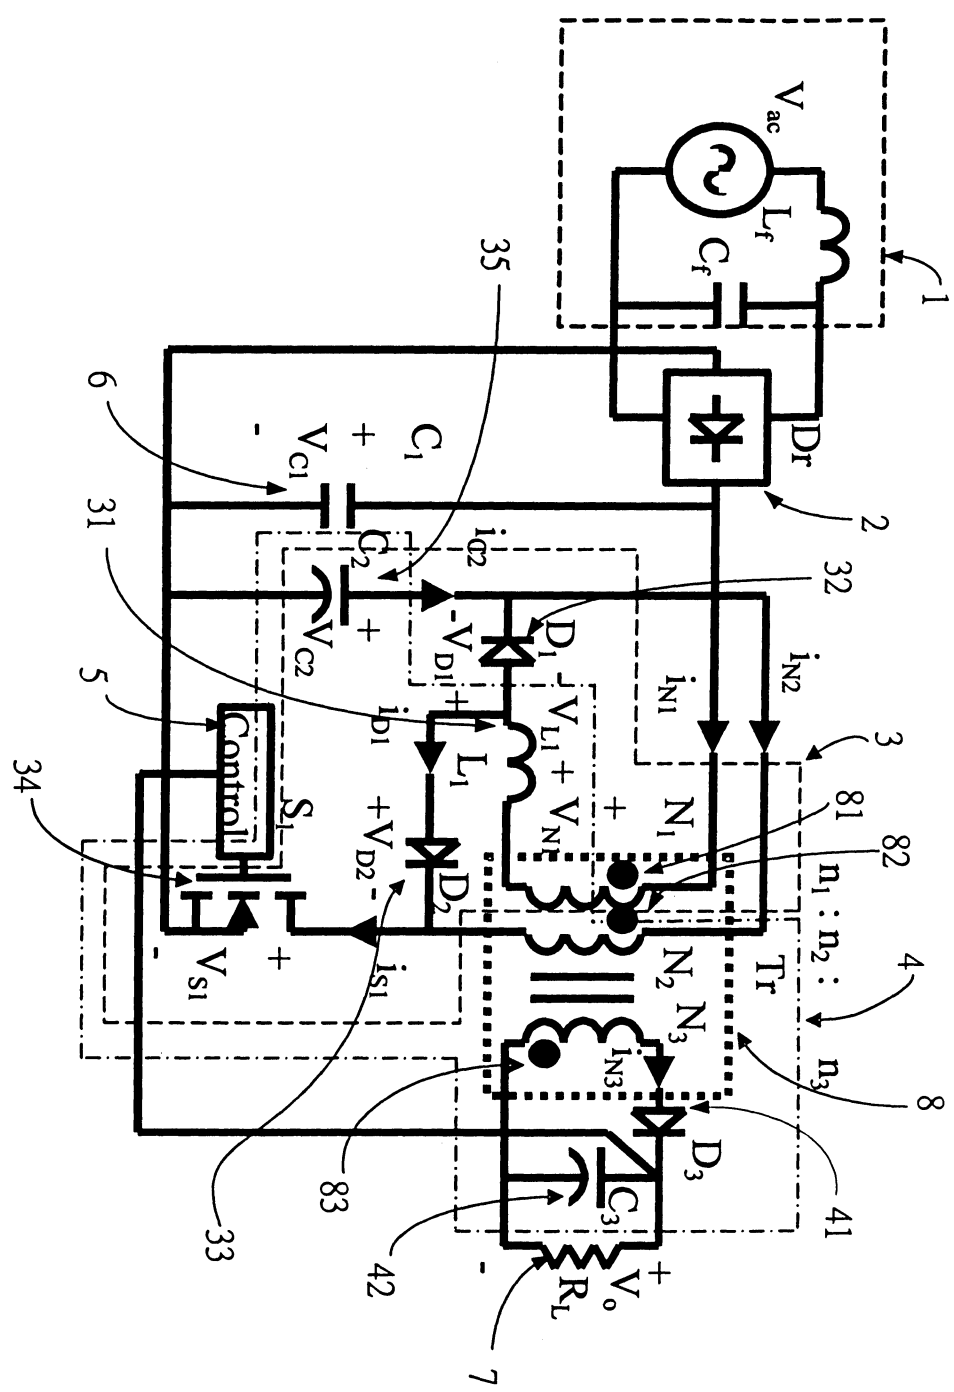 1
V_ac
L_f
C_f
Dr
2
35
6
C_1
+
V_C1
-
31
C_2
i_C2
+
V_C2
32
D_1
- V_D1 +
i_N2
i_N1
3
- V_L1 +
L_1
i_D1
5
Control
S_1
34
+ V_D2 -
D_2
+
V_N1
N_1
81
82
n_1 : n_2 : n_3
N_2
N_3
Tr
4
8
i_S1
+
V_S1
-
i_N3
83
33
D_3
41
C_3
42
+
V_o
-
R_L
7